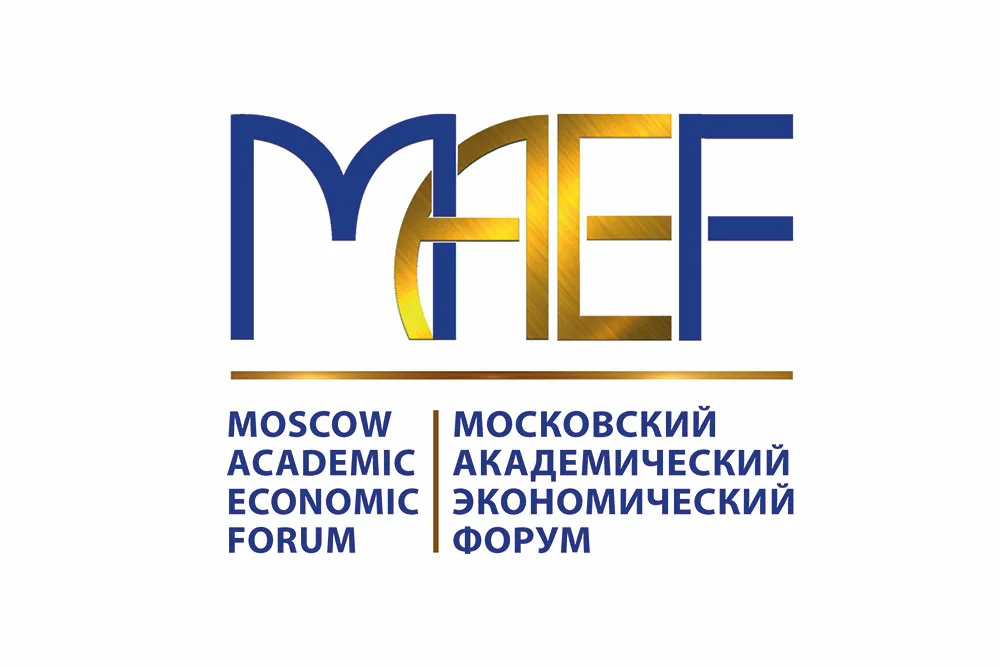 MAEF
MOSCOW
ACADEMIC
ECONOMIC
FORUM
МОСКОВСКИЙ
АКАДЕМИЧЕСКИЙ
ЭКОНОМИЧЕСКИЙ
ФОРУМ